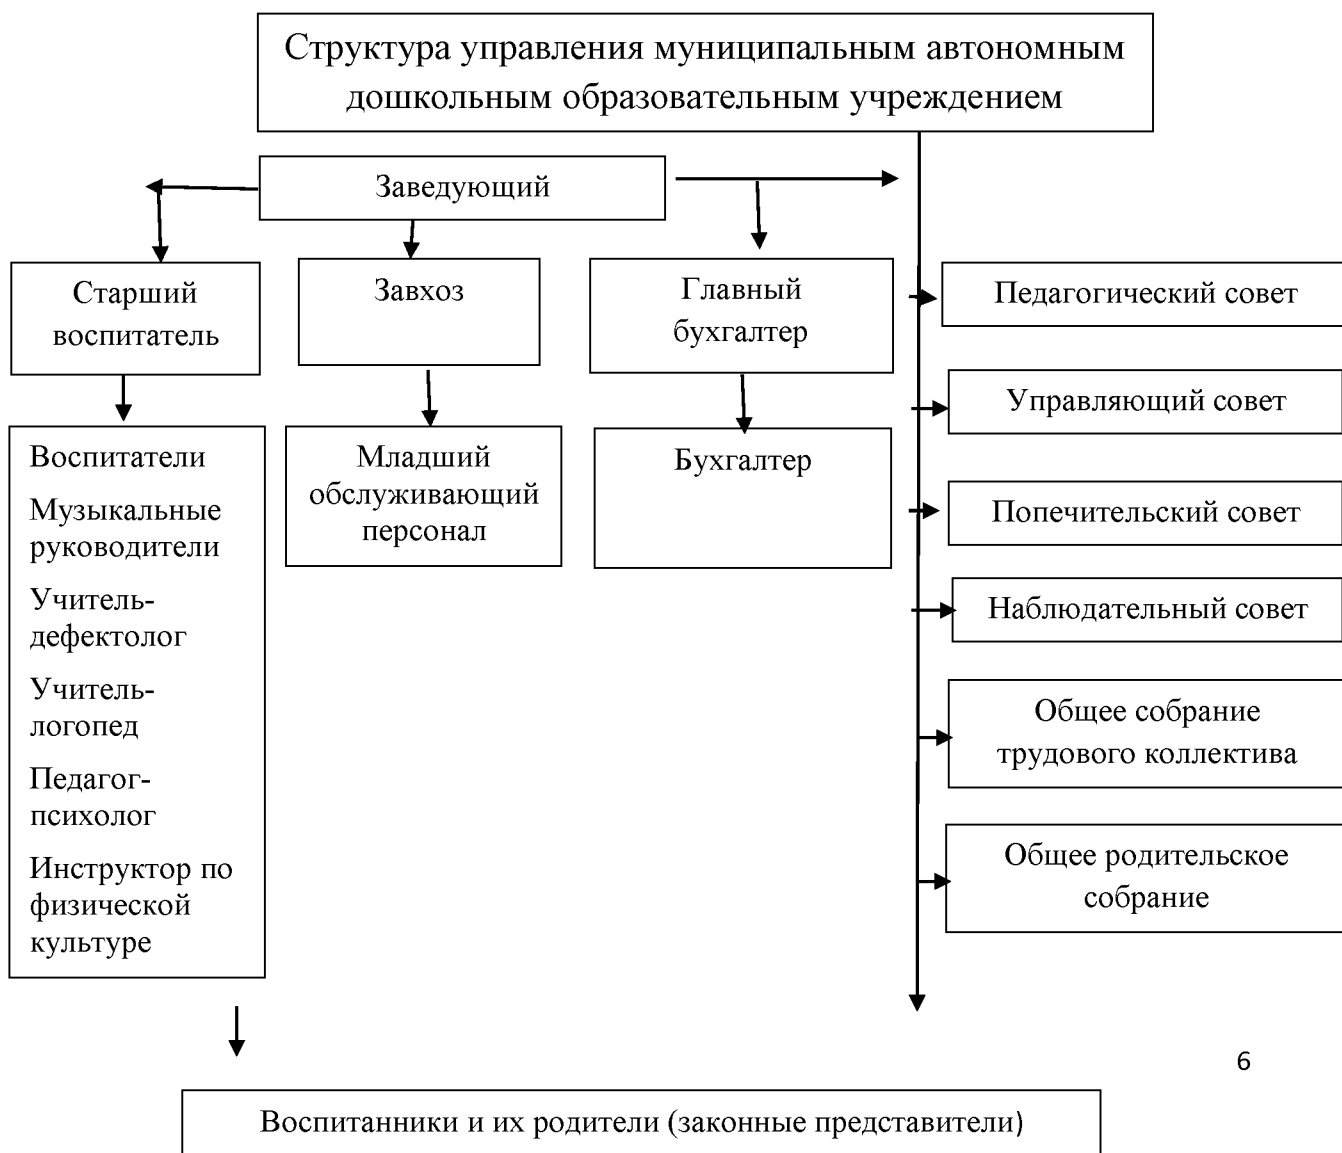 Структура управления муниципальным автономным
дошкольным образовательным учреждением
Заведующий
Старший
воспитатель
Завхоз
Главный
бухгалтер
Педагогический совет
Управляющий совет
Воспитатели
Музыкальные
руководители
Учитель-
дефектолог
Учитель-
логопед
Педагог-
психолог
Инструктор по
физической
культуре
Младший
обслуживающий
персонал
Бухгалтер
Попечительский совет
Наблюдательный совет
Общее собрание
трудового коллектива
Общее родительское
собрание
6
Воспитанники и их родители (законные представители)